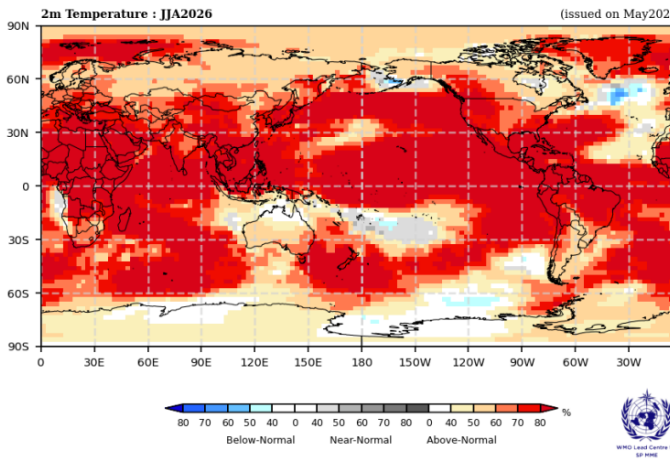 2m Temperature : JJA2026
(issued on May202
90N
60N
30N
0
30S
60S
90S
0 30E 60E 90E 120E 150E 180 150W 120W 90W 60W 30W
80 70 60 50 40 0 40 50 60 70 80 0 40 50 60 70 80 %
Below-Normal Near-Normal Above-Normal
WMO Lead Centre
SP MME